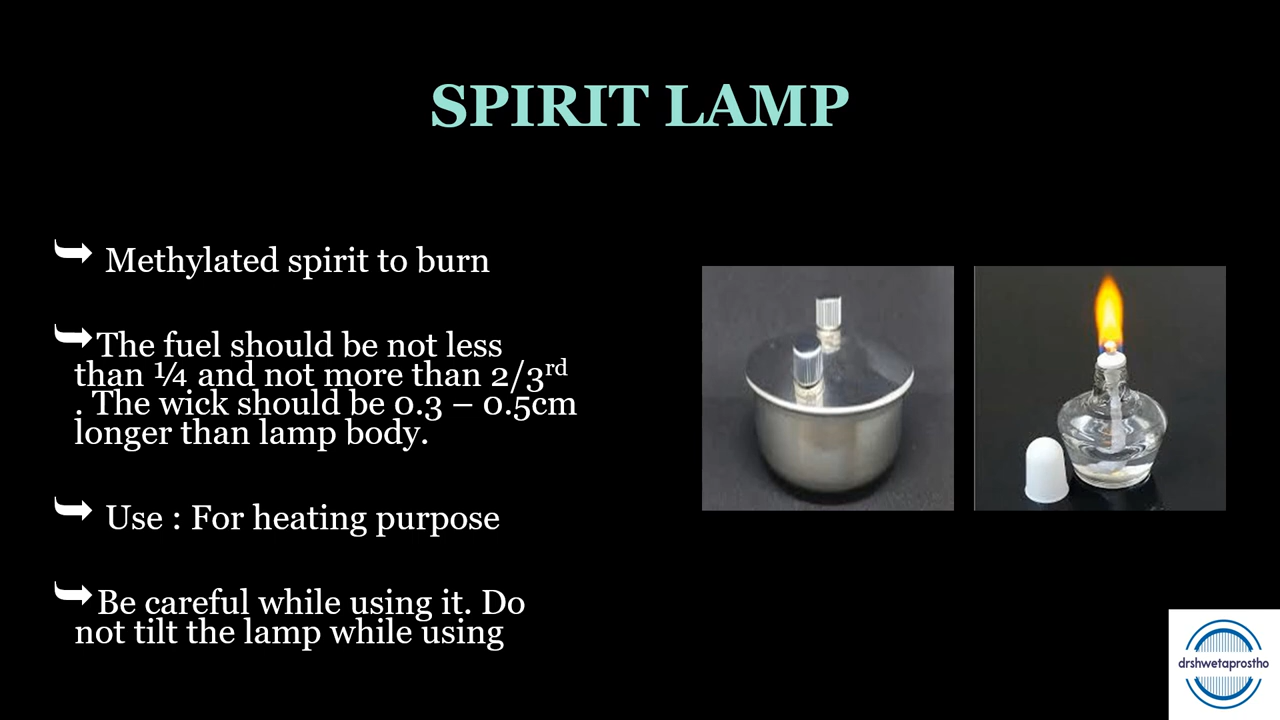 SPIRIT LAMP
➥ Methylated spirit to burn
➥The fuel should be not less
than ¼ and not more than 2/3rd
. The wick should be 0.3 – 0.5cm
longer than lamp body.
➥ Use : For heating purpose
➥Be careful while using it. Do
not tilt the lamp while using
drshwetaprostho